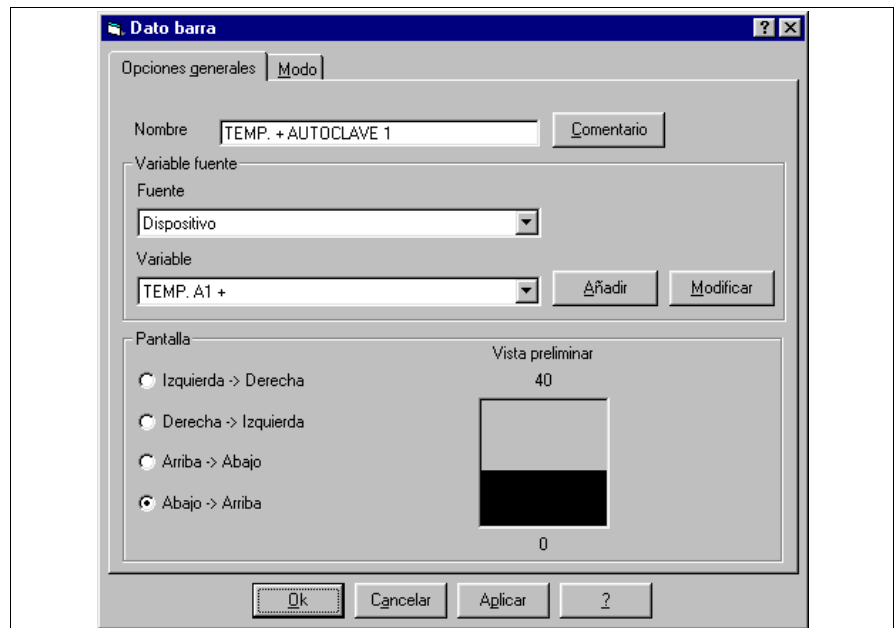 Dato barra
Opciones generales Modo
Nombre TEMP. + AUTOCLAVE 1 Comentario
Variable fuente
Fuente
Dispositivo
Variable
TEMP. A1 + Añadir Modificar
Pantalla
Vista preliminar
40
Izquierda -> Derecha
Derecha -> Izquierda
Arriba -> Abajo
Abajo -> Arriba
0
Ok Cancelar Aplicar ?